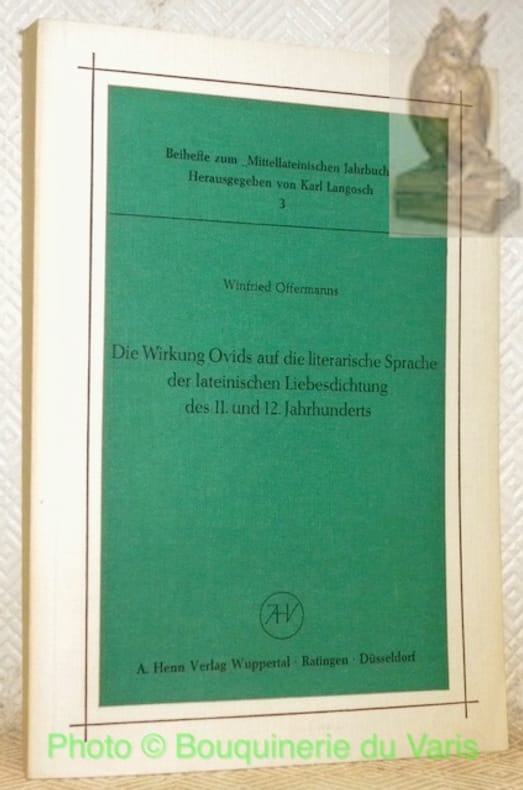 Beihefte zum „Mittellateinischen Jahrbuch
Herausgegeben von Karl Langosch
3
Winfried Offermanns
Die Wirkung Ovids auf die literarische Sprache
der lateinischen Liebesdichtung
des 11. und 12. Jahrhunderts
AHV
A. Henn Verlag Wuppertal · Ratingen · Düsseldorf
Photo © Bouquinerie du Varis